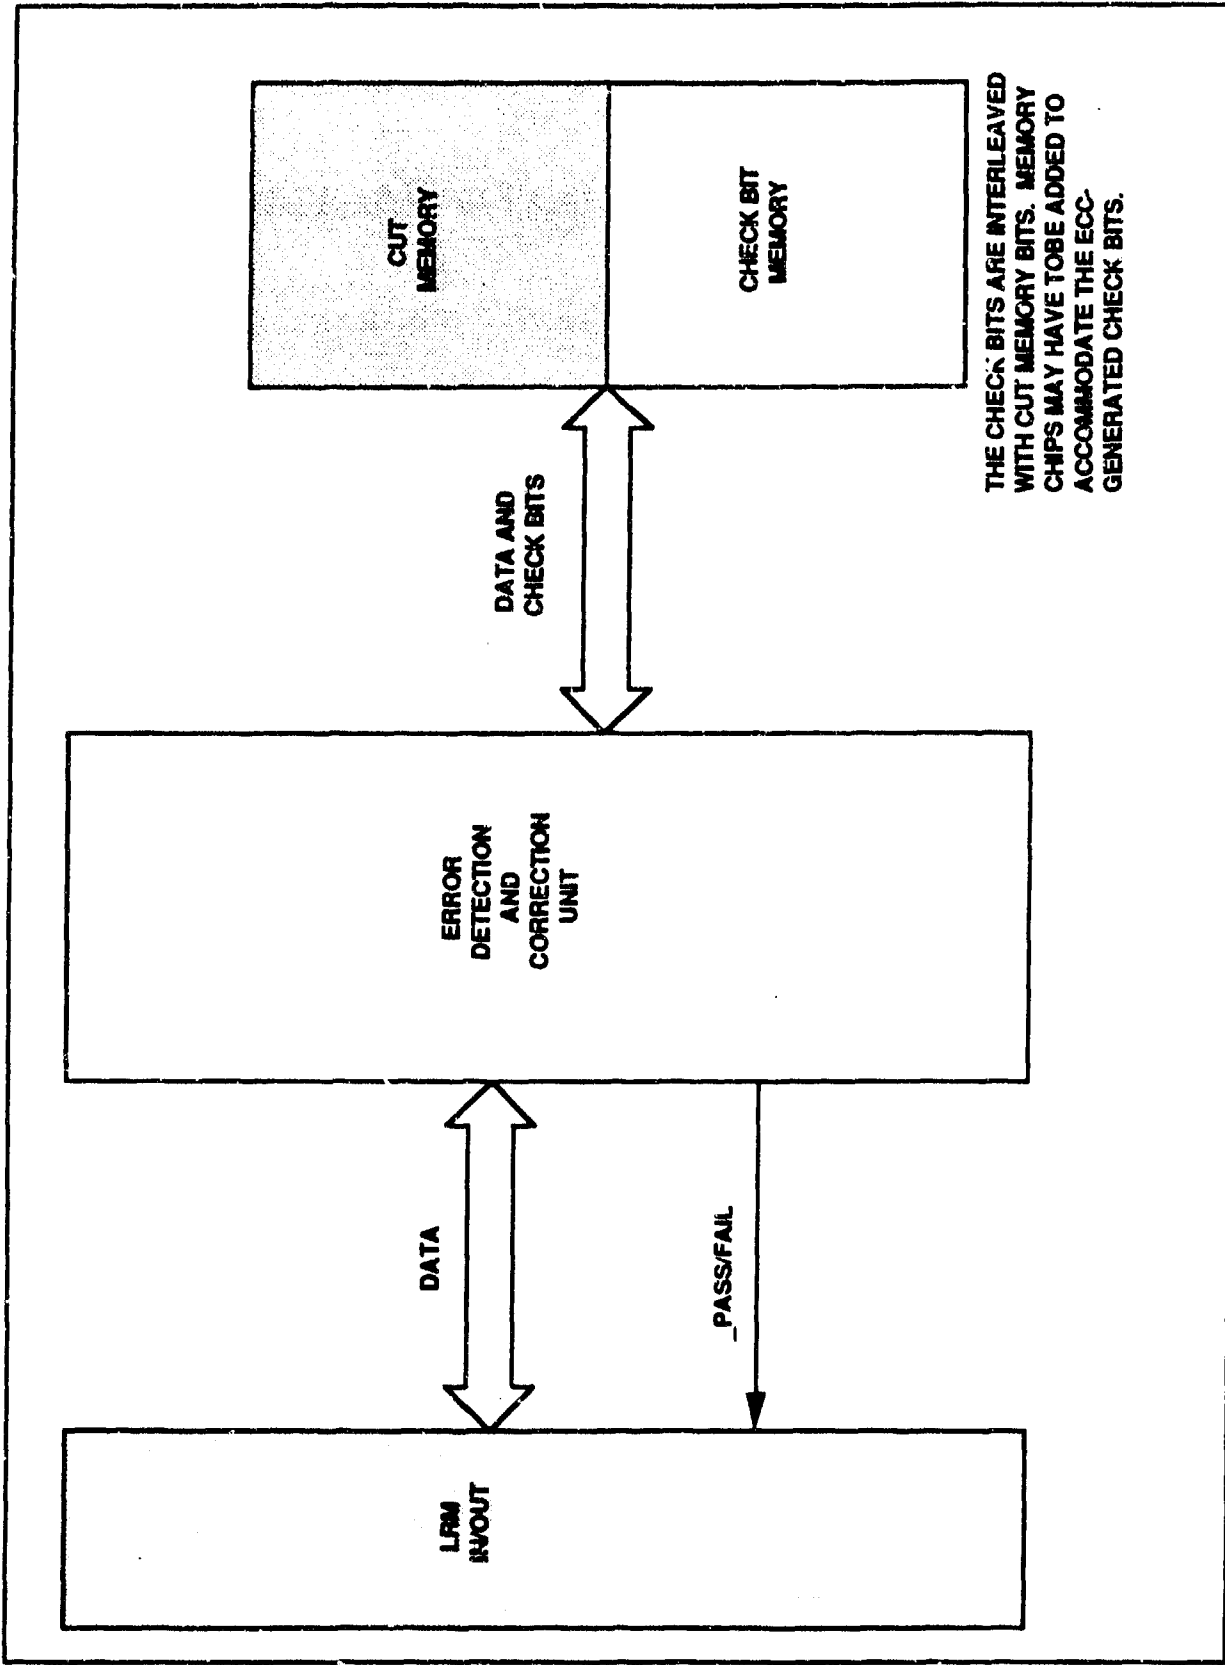 LRM
IN/OUT
DATA
_PASS/FAIL
ERROR
DETECTION
AND
CORRECTION
UNIT
DATA AND
CHECK BITS
CUT
MEMORY
CHECK BIT
MEMORY
THE CHECK BITS ARE INTERLEAVED
WITH CUT MEMORY BITS. MEMORY
CHIPS MAY HAVE TOBE ADDED TO
ACCOMMODATE THE ECC-
GENERATED CHECK BITS.